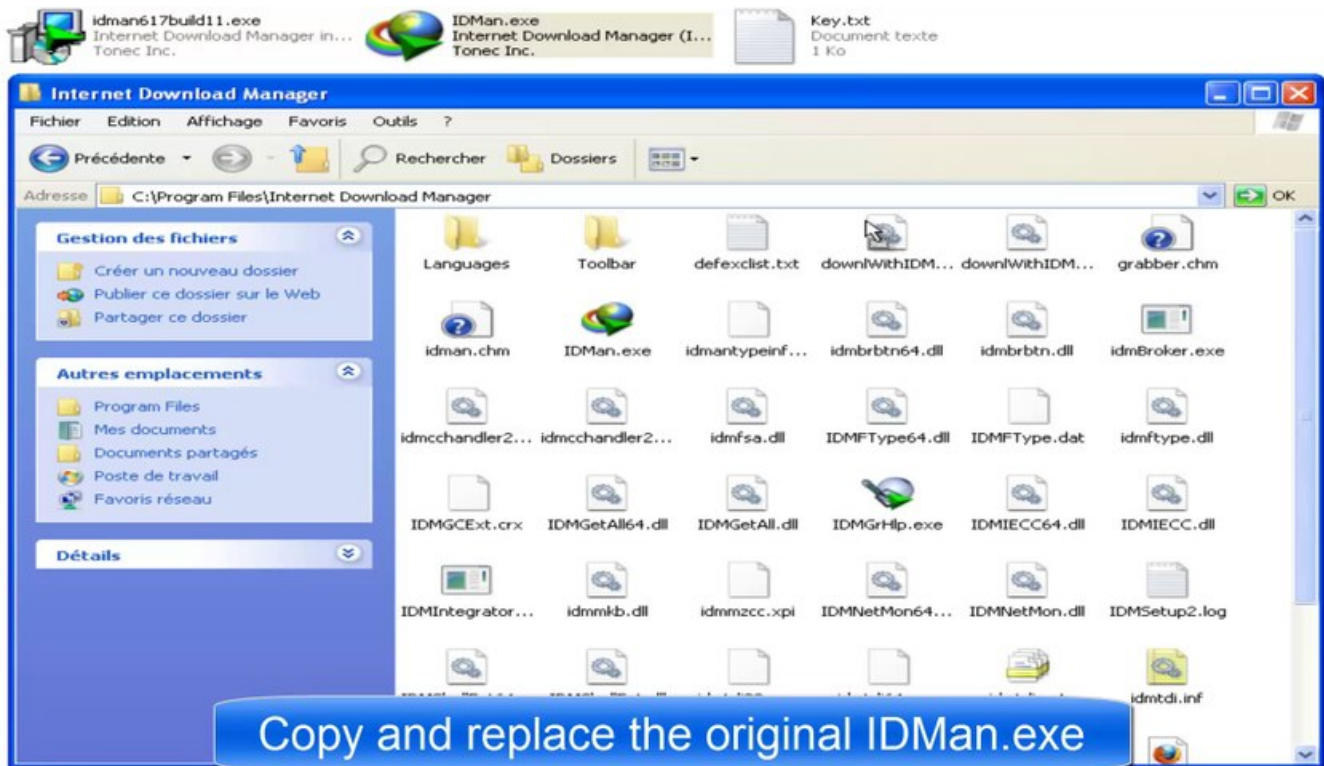 idman617build11.exe
Internet Download Manager in...
Tonec Inc.
IDMan.exe
Internet Download Manager (I...
Tonec Inc.
Key.txt
Document texte
1 Ko
Internet Download Manager
Fichier Edition Affichage Favoris Outils ?
Précédente Rechercher Dossiers
Adresse C:\Program Files\Internet Download Manager OK
Gestion des fichiers
Créer un nouveau dossier
Publier ce dossier sur le Web
Partager ce dossier
Autres emplacements
Program Files
Mes documents
Documents partagés
Poste de travail
Favoris réseau
Détails
Languages Toolbar defexclist.txt downlWithIDM... downlWithIDM... grabber.chm
idman.chm IDMan.exe idmantypeinf... idmbrbtn64.dll idmbrbtn.dll idmBroker.exe
idmcchandler2... idmcchandler2... idmfsa.dll IDMFType64.dll IDMFType.dat idmftype.dll
IDMGCExt.crx IDMGetAll64.dll IDMGetAll.dll IDMGrHlp.exe IDMIECC64.dll IDMIECC.dll
IDMIntegrator... idmmkb.dll idmmzcc.xpi IDMNetMon64... IDMNetMon.dll IDMSetup2.log
idmtdi.inf
Copy and replace the original IDMan.exe